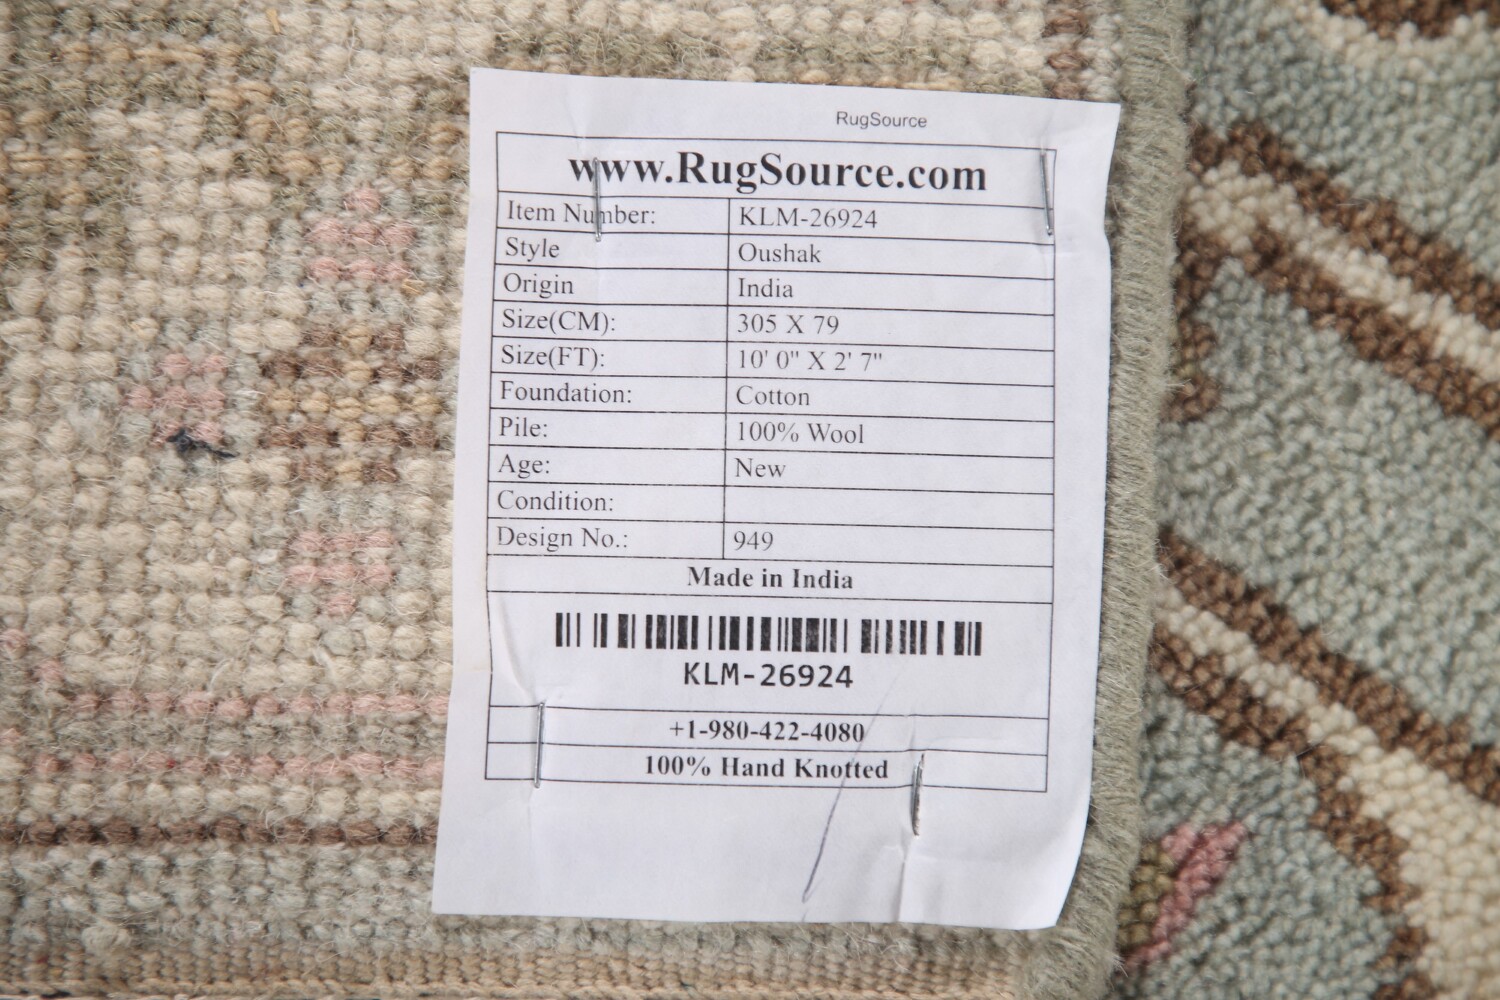 RugSource
www.RugSource.com
Item Number: KLM-26924
Style Oushak
Origin India
Size(CM): 305 X 79
Size(FT): 10' 0" X 2' 7"
Foundation: Cotton
Pile: 100% Wool
Age: New
Condition:
Design No.: 949
Made in India
KLM-26924
+1-980-422-4080
100% Hand Knotted